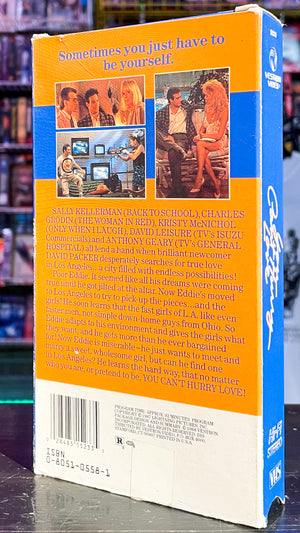 Sometimes you just have to
be yourself.
SALLY KELLERMAN (BACK TO SCHOOL), CHARLES
GRODIN (THE WOMAN IN RED), KRISTY McNICHOL
(ONLY WHEN I LAUGH), DAVID LEISURE (TV's ISUZU
Commercials) and ANTHONY GEARY (TV's GENERAL
HOSPITAL) all lend a hand when brilliant newcomer
DAVID PACKER desperately searches for true love
in Los Angeles... a city filled with endless possibilities!
Poor Eddie. It seemed like all his dreams were coming
true until he got jilted at the altar. Now Eddie's moved
to Los Angeles to try to pick up the pieces...and the
girls! He soon learns that the fast girls of L.A. like even
faster men, not simple down-home guys from Ohio. So
Eddie adapts to his environment and gives the girls what
they want, and gets more than he ever bargained
for! Now Eddie is miserable—he just wants to meet and
marry a sweet, wholesome girl, but can he find one
in Los Angeles? He learns the hard way, that no matter
who you are, or pretend to be, YOU CAN'T HURRY LOVE!
ISBN
0-8051-0558-1
R
VESTRON
VIDEO
HI-FI
STEREO
VHS